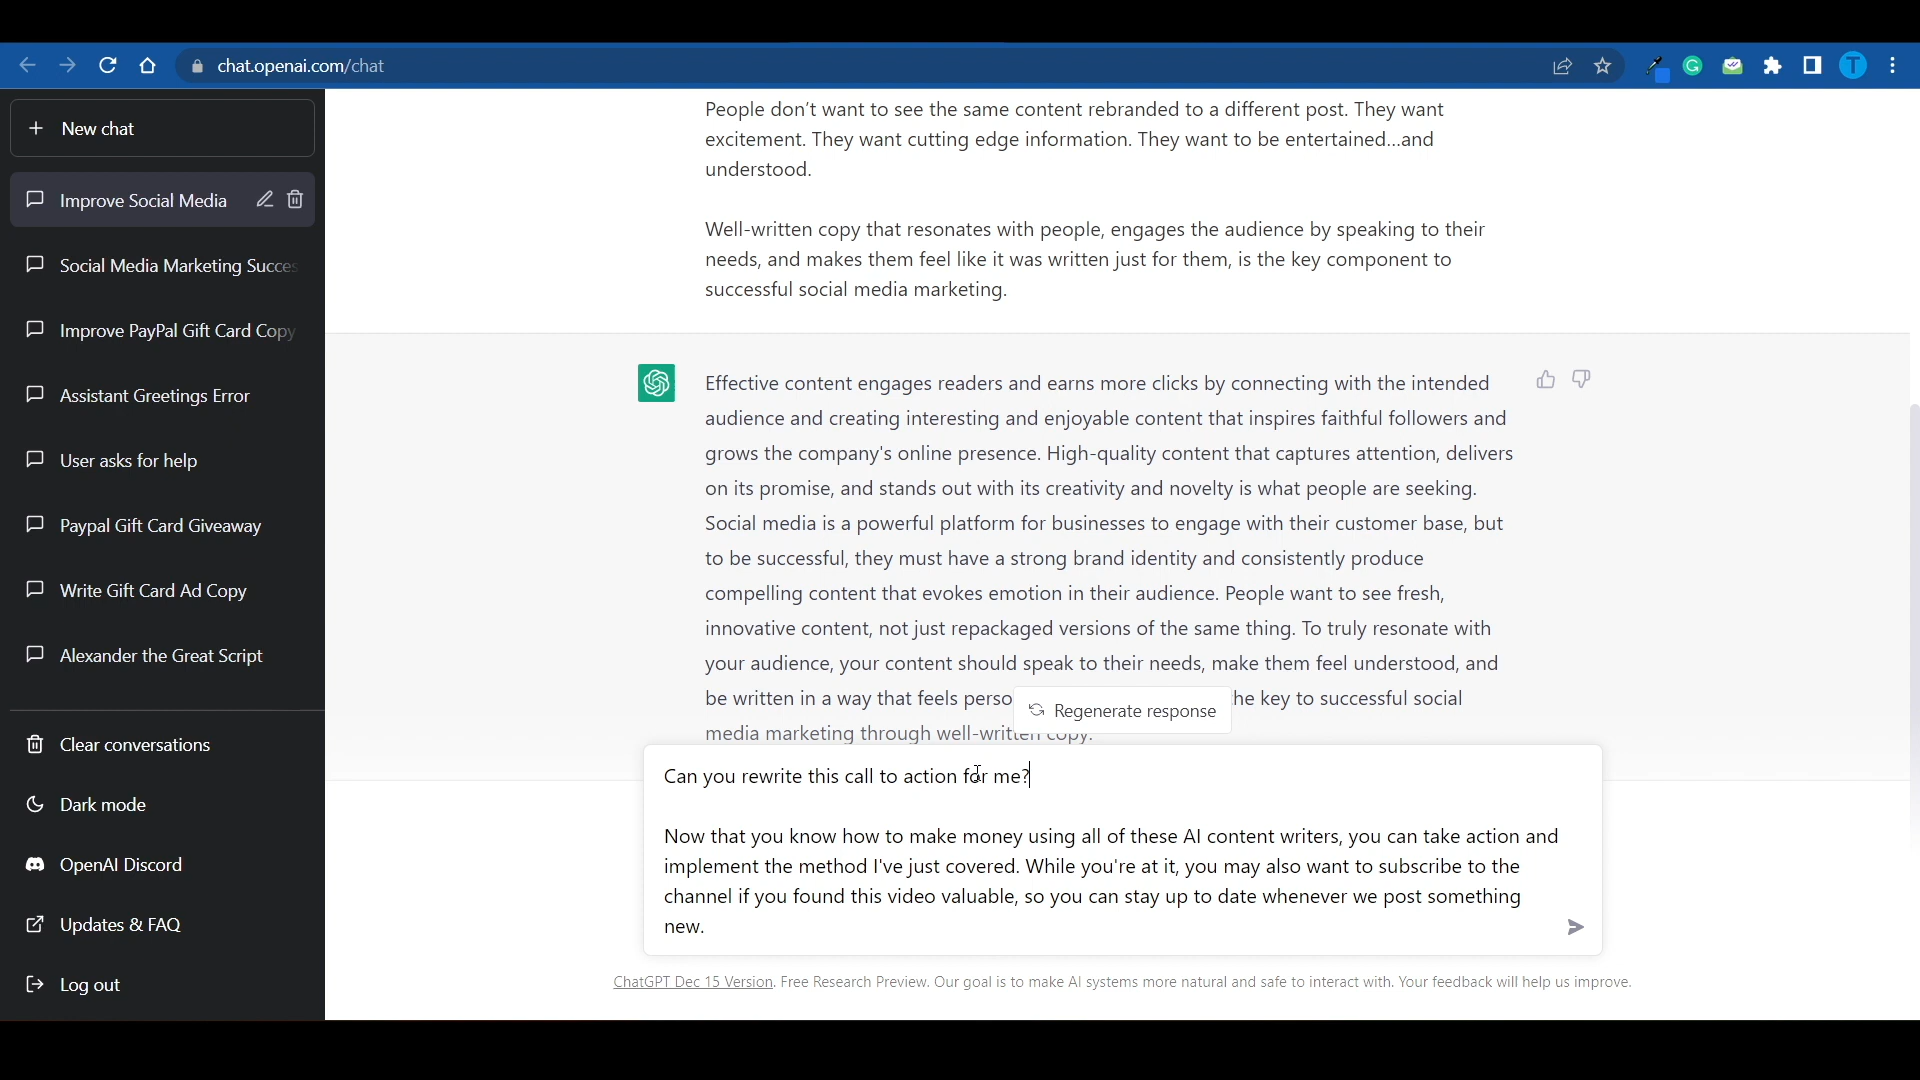 chat.openai.com/chat
T
New chat
Improve Social Media
Social Media Marketing Succes
Improve PayPal Gift Card Copy
Assistant Greetings Error
User asks for help
Paypal Gift Card Giveaway
Write Gift Card Ad Copy
Alexander the Great Script
Clear conversations
Dark mode
OpenAI Discord
Updates & FAQ
Log out
People don't want to see the same content rebranded to a different post. They want
excitement. They want cutting edge information. They want to be entertained...and
understood.
Well-written copy that resonates with people, engages the audience by speaking to their
needs, and makes them feel like it was written just for them, is the key component to
successful social media marketing.
Effective content engages readers and earns more clicks by connecting with the intended
audience and creating interesting and enjoyable content that inspires faithful followers and
grows the company's online presence. High-quality content that captures attention, delivers
on its promise, and stands out with its creativity and novelty is what people are seeking.
Social media is a powerful platform for businesses to engage with their customer base, but
to be successful, they must have a strong brand identity and consistently produce
compelling content that evokes emotion in their audience. People want to see fresh,
innovative content, not just repackaged versions of the same thing. To truly resonate with
your audience, your content should speak to their needs, make them feel understood, and
be written in a way that feels perso he key to successful social
media marketing through well-written copy.
Regenerate response
Can you rewrite this call to action for me?
Now that you know how to make money using all of these AI content writers, you can take action and
implement the method I've just covered. While you're at it, you may also want to subscribe to the
channel if you found this video valuable, so you can stay up to date whenever we post something
new.
ChatGPT Dec 15 Version. Free Research Preview. Our goal is to make AI systems more natural and safe to interact with. Your feedback will help us improve.